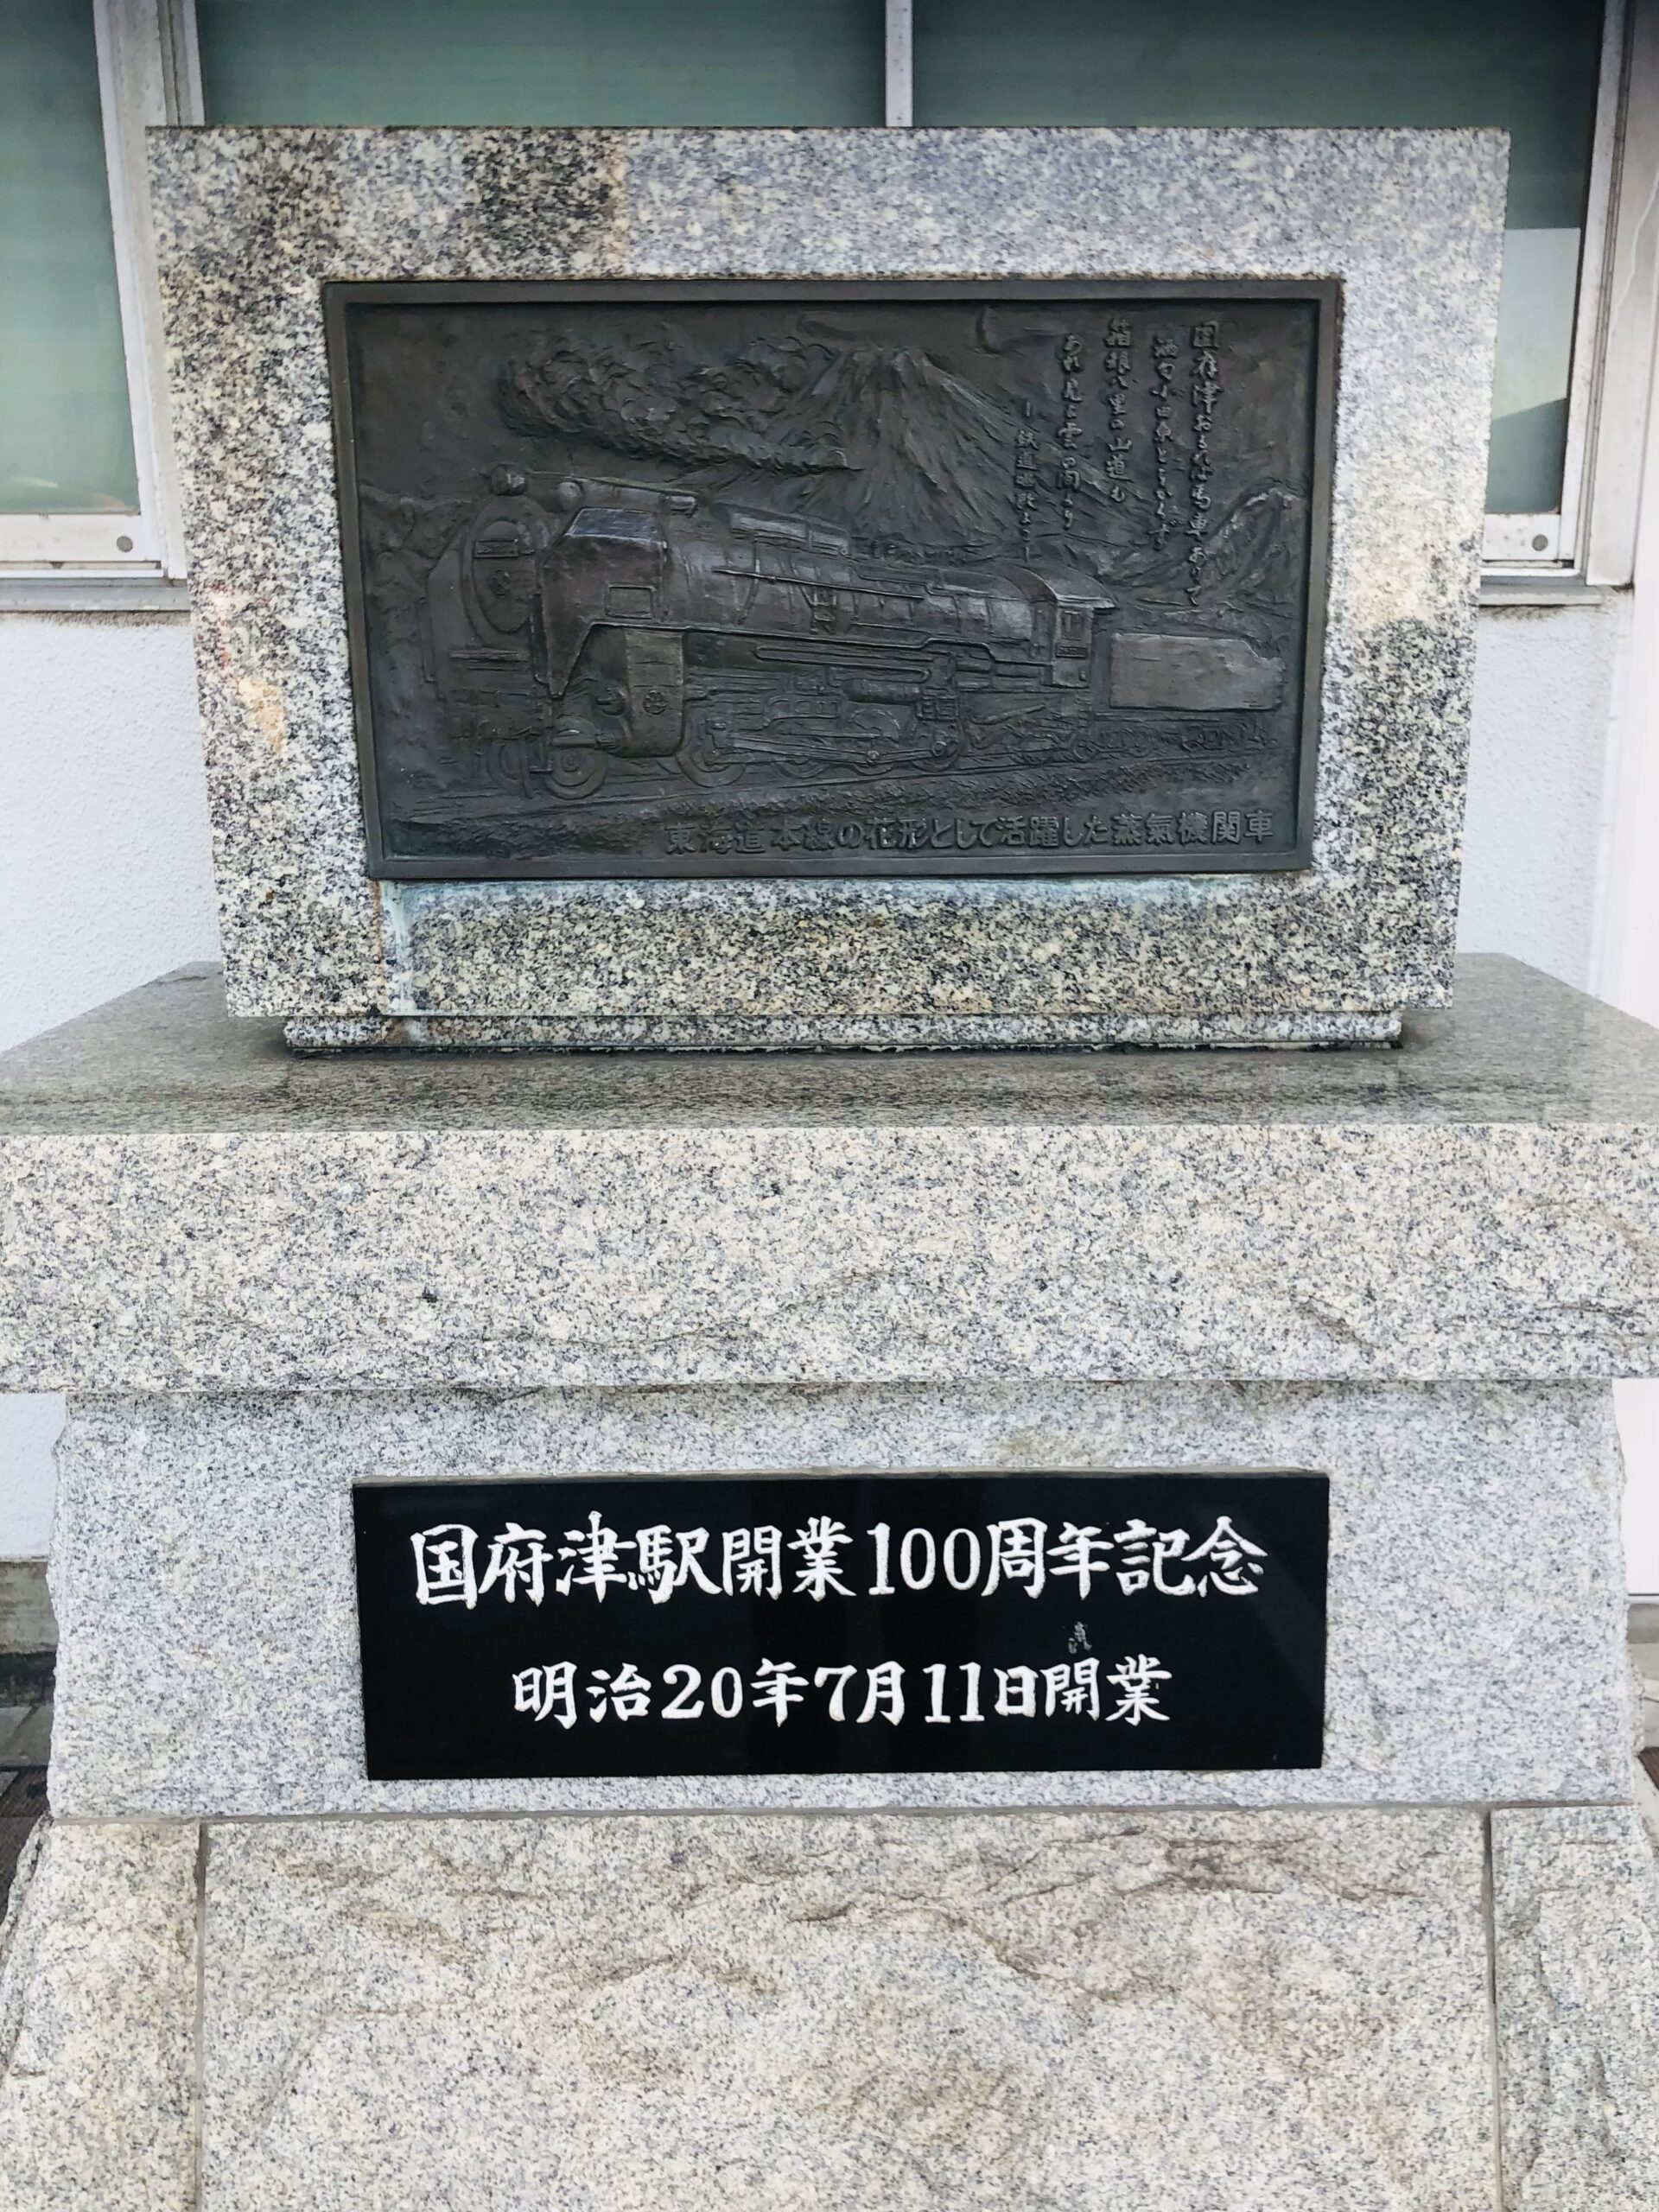 国府津おるれば馬車ありて
酒匂小田原とほからず
箱根八里の山道も
あれ見よ雲の間より
―鉄道唱歌より―
東海道本線の花形として活躍した蒸氣機関車
国府津駅開業100周年記念
明治20年7月11日開業